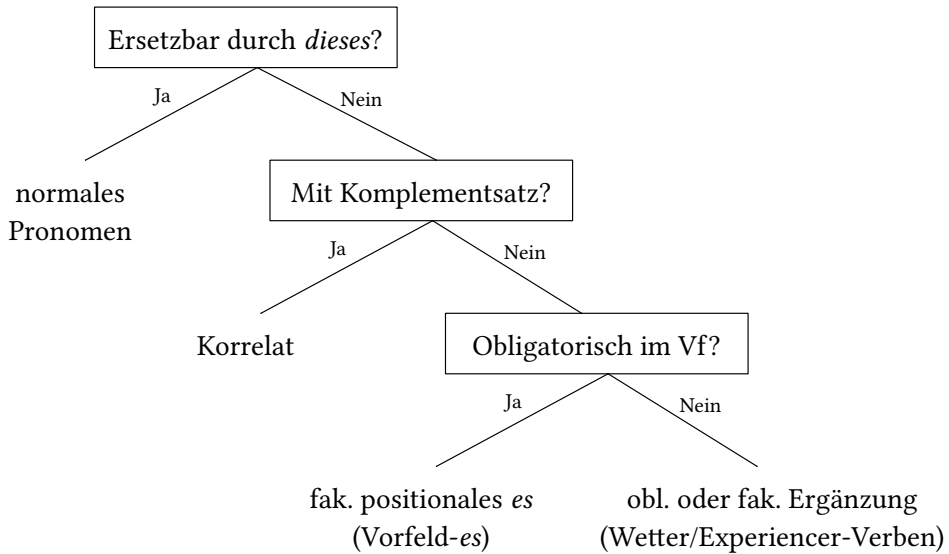 Ersetzbar durch dieses?
Ja
Nein
normales
Pronomen
Mit Komplementsatz?
Ja
Nein
Korrelat
Obligatorisch im Vf?
Ja
Nein
fak. positionales es
(Vorfeld-es)
obl. oder fak. Ergänzung
(Wetter/Experiencer-Verben)